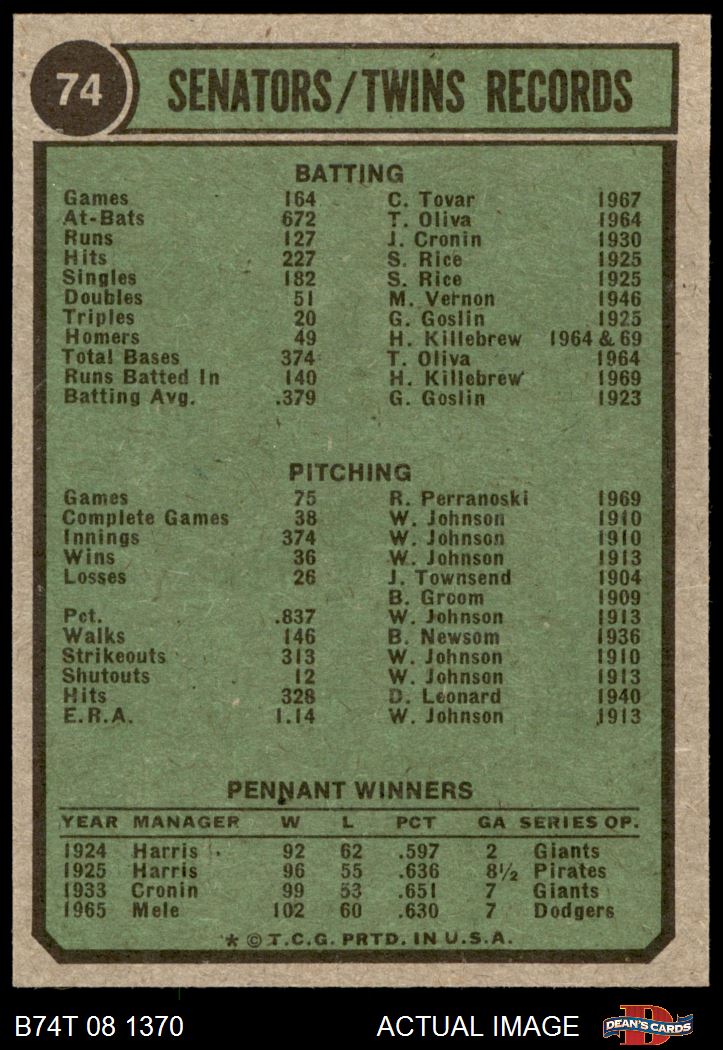 74 SENATORS/TWINS RECORDS
BATTING
Games 164 C. Tovar 1967
At-Bats 672 T. Oliva 1964
Runs 127 J. Cronin 1930
Hits 227 S. Rice 1925
Singles 182 S. Rice 1925
Doubles 51 M. Vernon 1946
Triples 20 G. Goslin 1925
Homers 49 H. Killebrew 1964 & 69
Total Bases 374 T. Oliva 1964
Runs Batted In 140 H. Killebrew 1969
Batting Avg. .379 G. Goslin 1923
PITCHING
Games 75 R. Perranoski 1969
Complete Games 38 W. Johnson 1910
Innings 374 W. Johnson 1910
Wins 36 W. Johnson 1913
Losses 26 J. Townsend 1904
B. Groom 1909
Pct. .837 W. Johnson 1913
Walks 146 B. Newsom 1936
Strikeouts 313 W. Johnson 1910
Shutouts 12 W. Johnson 1913
Hits 328 D. Leonard 1940
E.R.A. 1.14 W. Johnson 1913
PENNANT WINNERS
YEAR MANAGER W L PCT GA SERIES OP.
1924 Harris 92 62 .597 2 Giants
1925 Harris 96 55 .636 8½ Pirates
1933 Cronin 99 53 .651 7 Giants
1965 Mele 102 60 .630 7 Dodgers
* © T.C.G. PRTD. IN U.S.A.
B74T 08 1370 ACTUAL IMAGE D DEAN'S CARDS